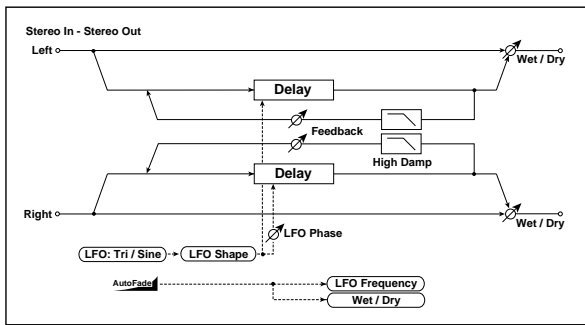 Stereo In - Stereo Out
Left
Wet / Dry
Delay
Feedback
High Damp
Delay
LFO Phase
Right
Wet / Dry
LFO: Tri / Sine
LFO Shape
AutoFade
LFO Frequency
Wet / Dry